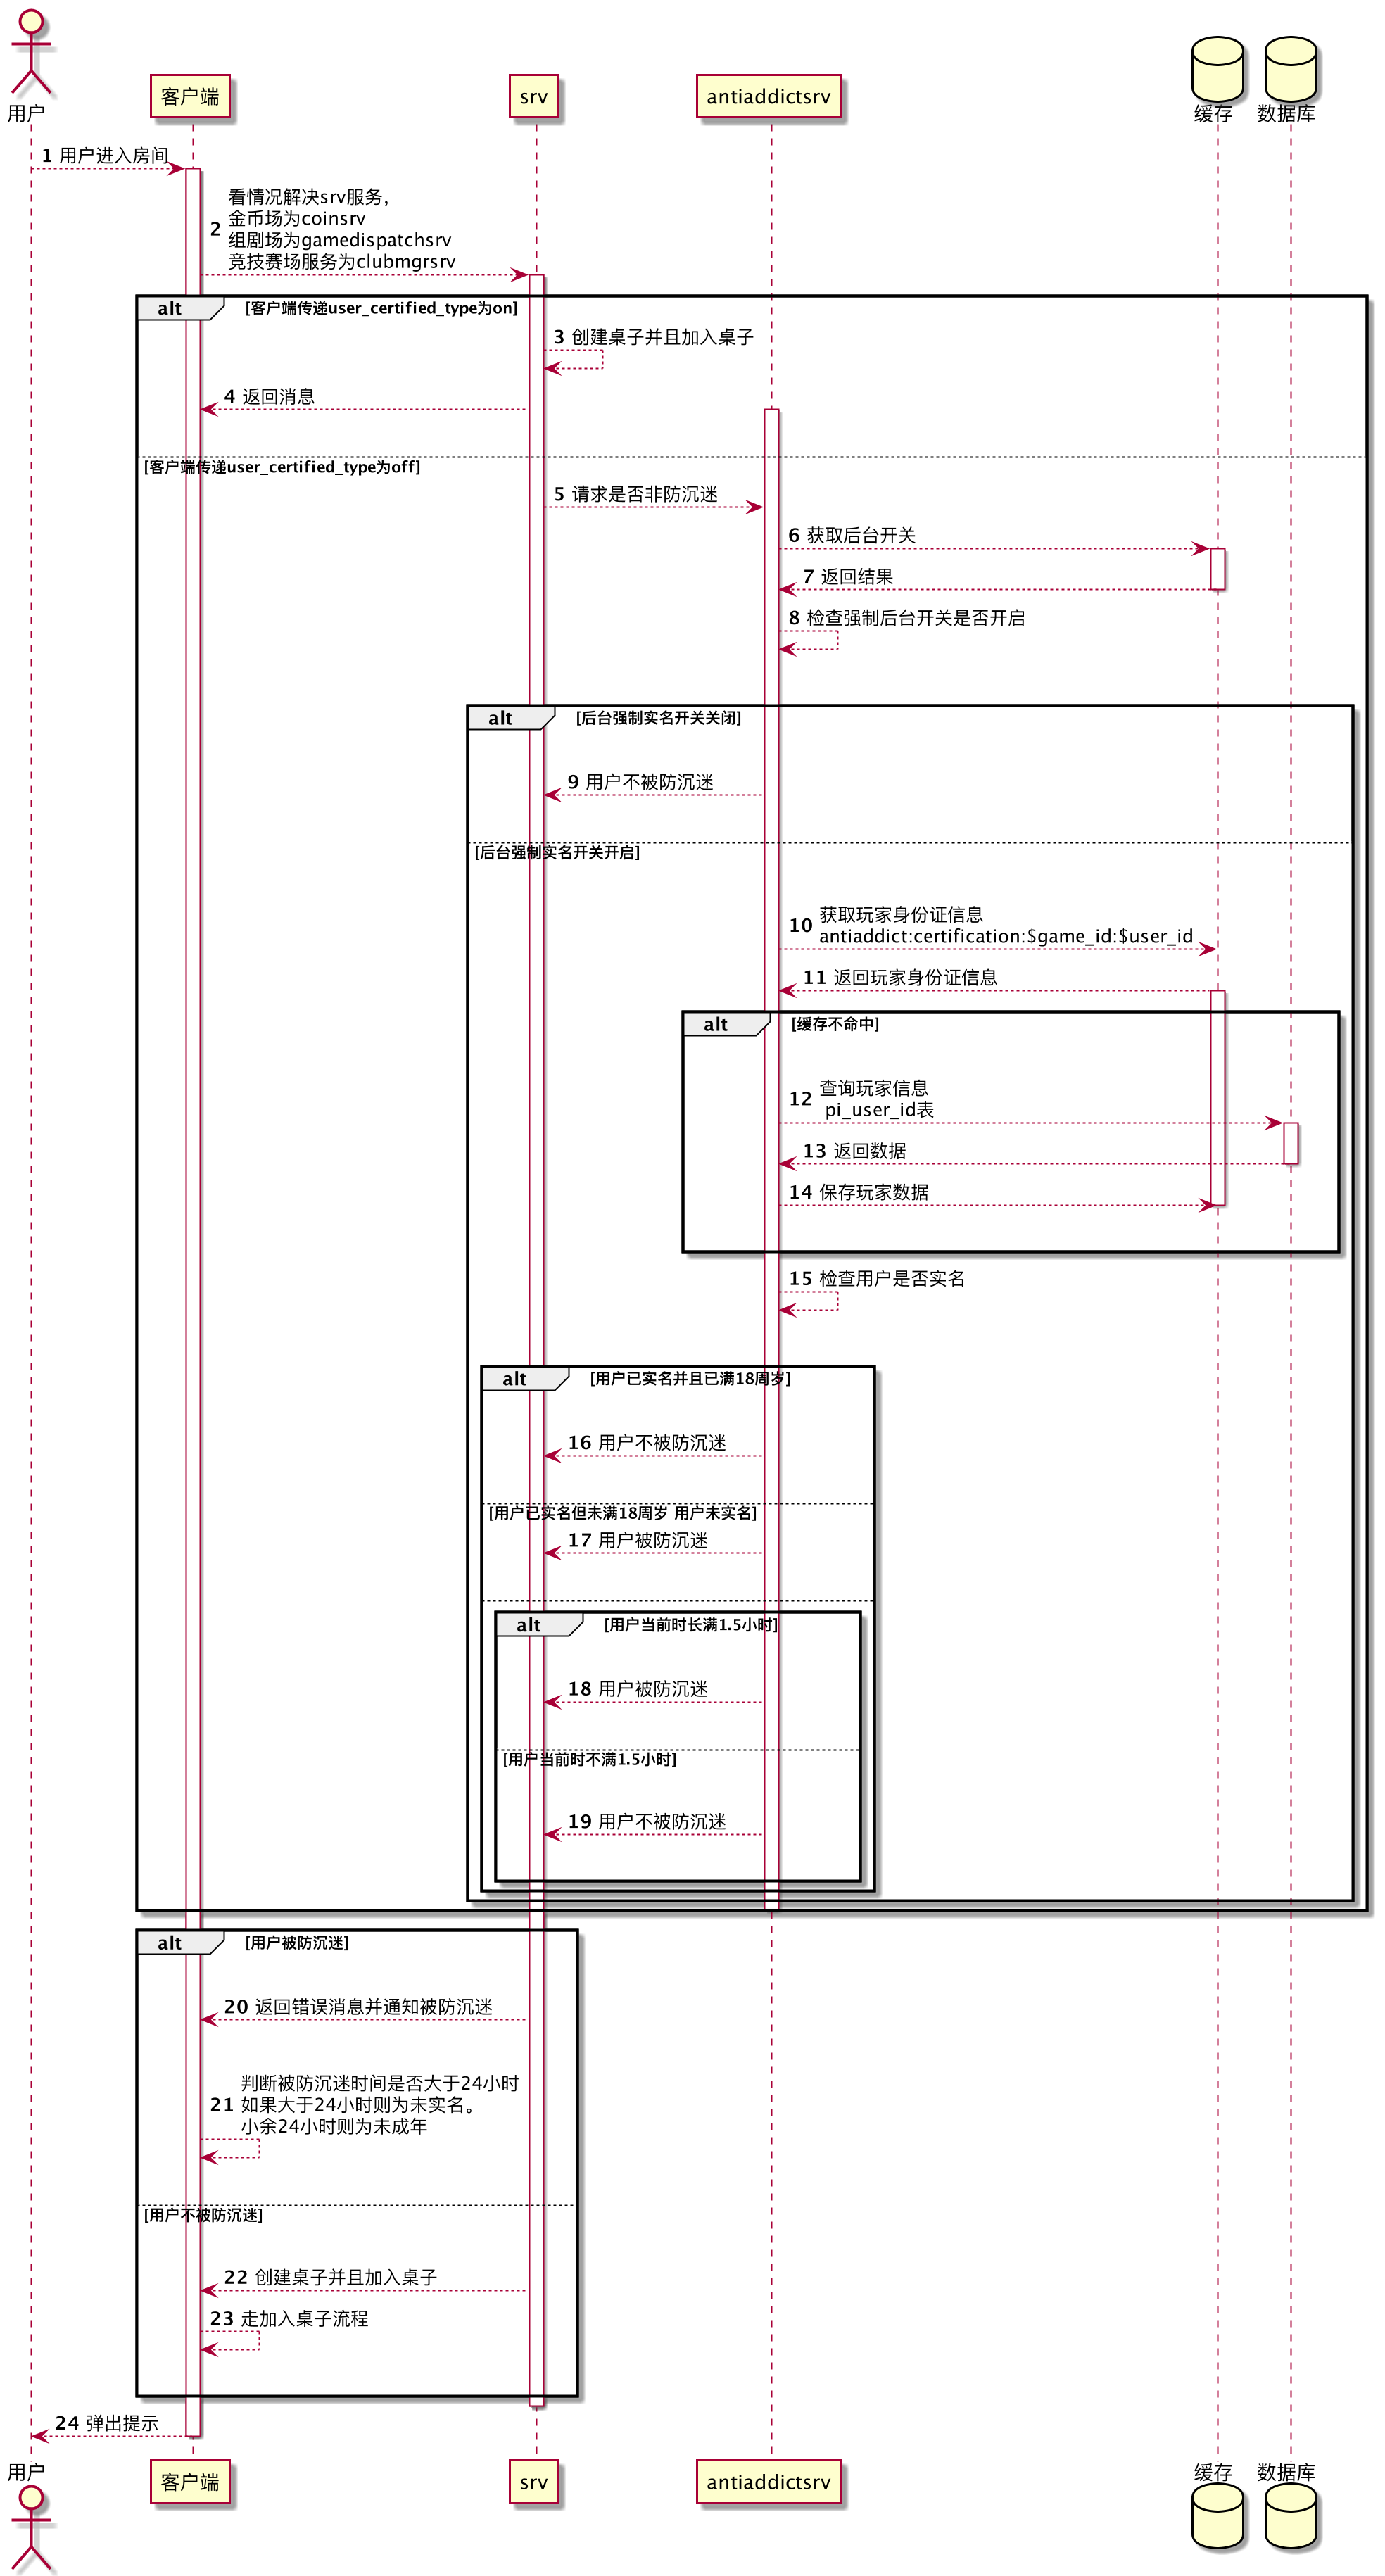 用户
客户端
srv
antiaddictsrv
缓存
数据库
1 用户进入房间
看情况解决srv服务，
金币场为coinsrv
2 组剧场为gamedispatchsrv
竞技赛场服务为clubmgrsrv
alt [客户端传递user_certified_type为on]
3 创建桌子并且加入桌子
4 返回消息
[客户端传递user_certified_type为off]
5 请求是否非防沉迷
6 获取后台开关
7 返回结果
8 检查强制后台开关是否开启
alt [后台强制实名开关关闭]
9 用户不被防沉迷
[后台强制实名开关开启]
10 获取玩家身份证信息
antiaddict:certification:$game_id:$user_id
11 返回玩家身份证信息
alt [缓存不命中]
12 查询玩家信息
pi_user_id表
13 返回数据
14 保存玩家数据
15 检查用户是否实名
alt [用户已实名并且已满18周岁]
16 用户不被防沉迷
[用户已实名但未满18周岁 用户未实名]
17 用户被防沉迷
alt [用户当前时长满1.5小时]
18 用户被防沉迷
[用户当前时不满1.5小时]
19 用户不被防沉迷
alt [用户被防沉迷]
20 返回错误消息并通知被防沉迷
判断被防沉迷时间是否大于24小时
21 如果大于24小时则为未实名。
小余24小时则为未成年
[用户不被防沉迷]
22 创建桌子并且加入桌子
23 走加入桌子流程
24 弹出提示
用户
客户端
srv
antiaddictsrv
缓存
数据库